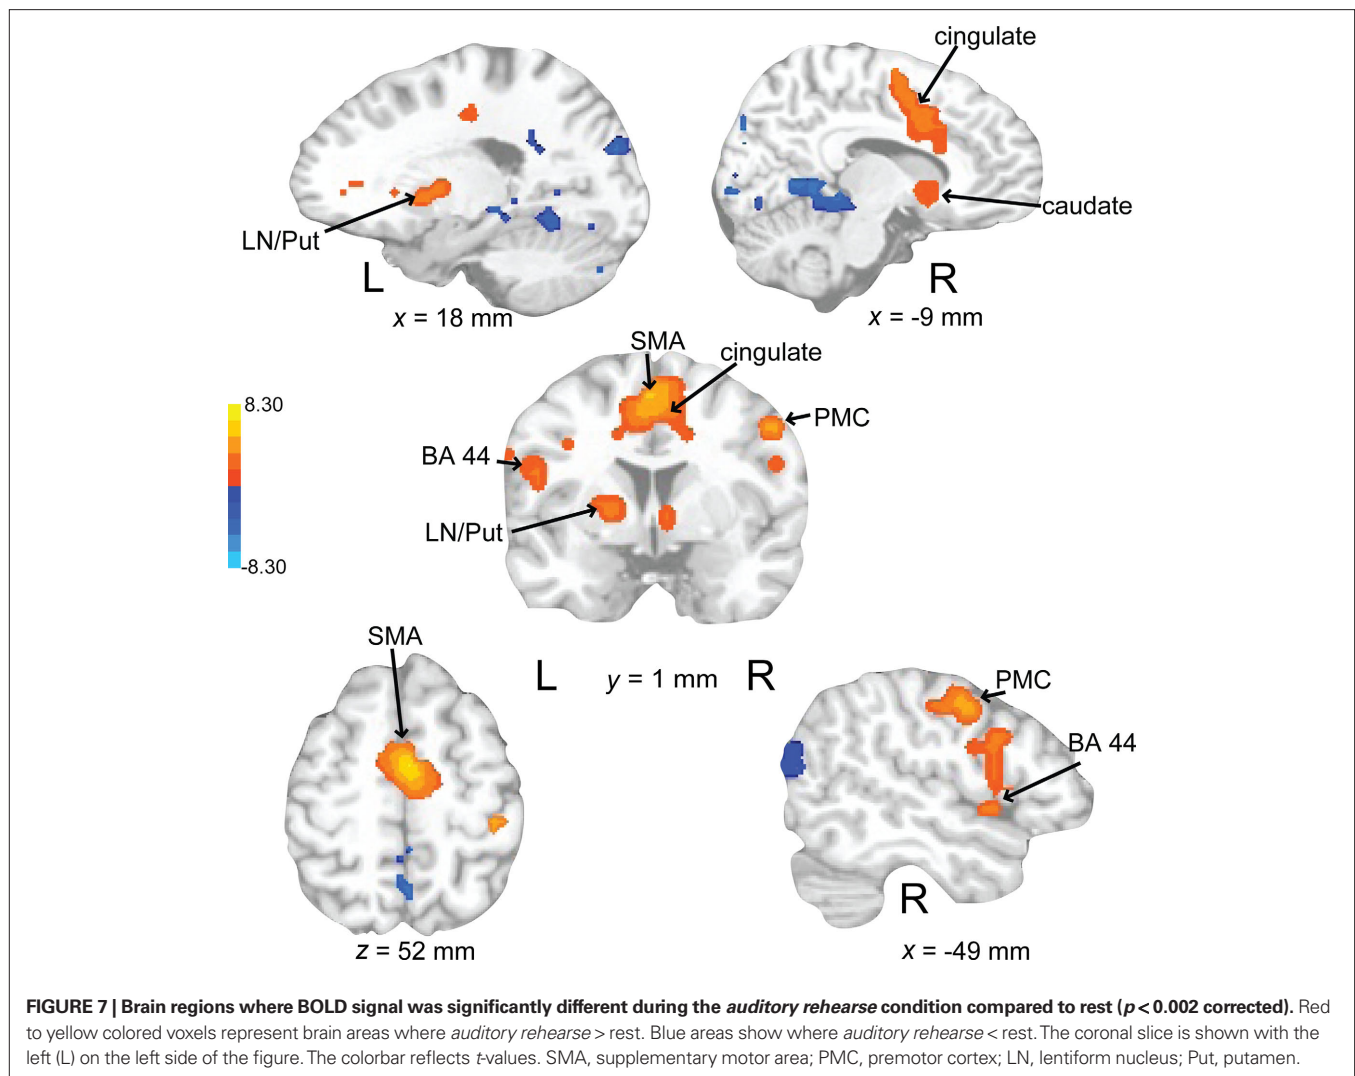 cingulate
caudate
LN/Put
L
x = 18 mm
R
x = -9 mm
SMA
cingulate
PMC
BA 44
LN/Put
8.30
-8.30
L
y = 1 mm
R
SMA
z = 52 mm
PMC
BA 44
R
x = -49 mm
FIGURE 7 | Brain regions where BOLD signal was significantly different during the auditory rehearse condition compared to rest (p < 0.002 corrected). Red
to yellow colored voxels represent brain areas where auditory rehearse > rest. Blue areas show where auditory rehearse < rest. The coronal slice is shown with the
left (L) on the left side of the figure. The colorbar reflects t-values. SMA, supplementary motor area; PMC, premotor cortex; LN, lentiform nucleus; Put, putamen.